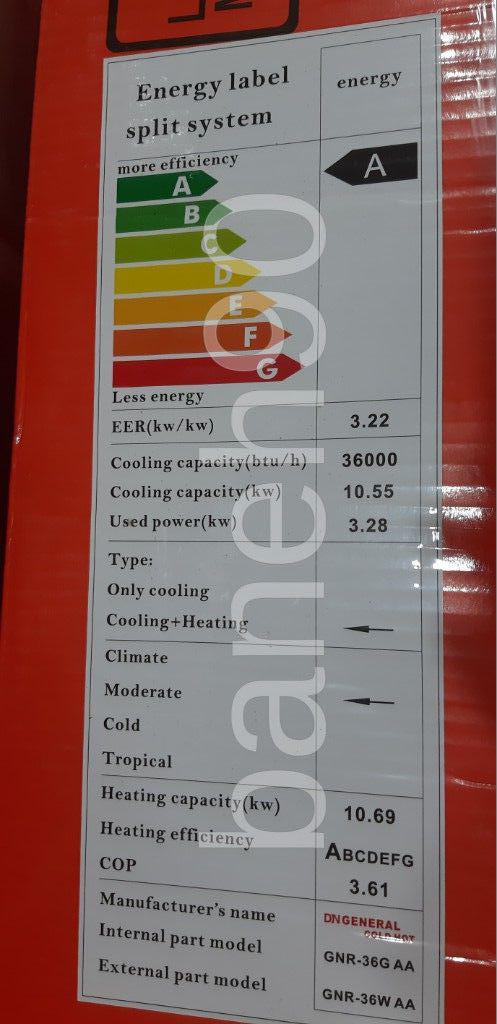 Energy label
split system
energy
more efficiency
A
A
B
C
D
E
F
G
Less energy
EER(kw/kw) 3.22
Cooling capacity(btu/h) 36000
Cooling capacity(kw) 10.55
Used power(kw) 3.28
Type:
Only cooling
Cooling+Heating
Climate
Moderate
Cold
Tropical
Heating capacity(kw) 10.69
Heating efficiency ABCDEFG
COP 3.61
Manufacturer's name DNGENERAL
GOLD HOT
Internal part model GNR-36G AA
External part model GNR-36W AA
panengo